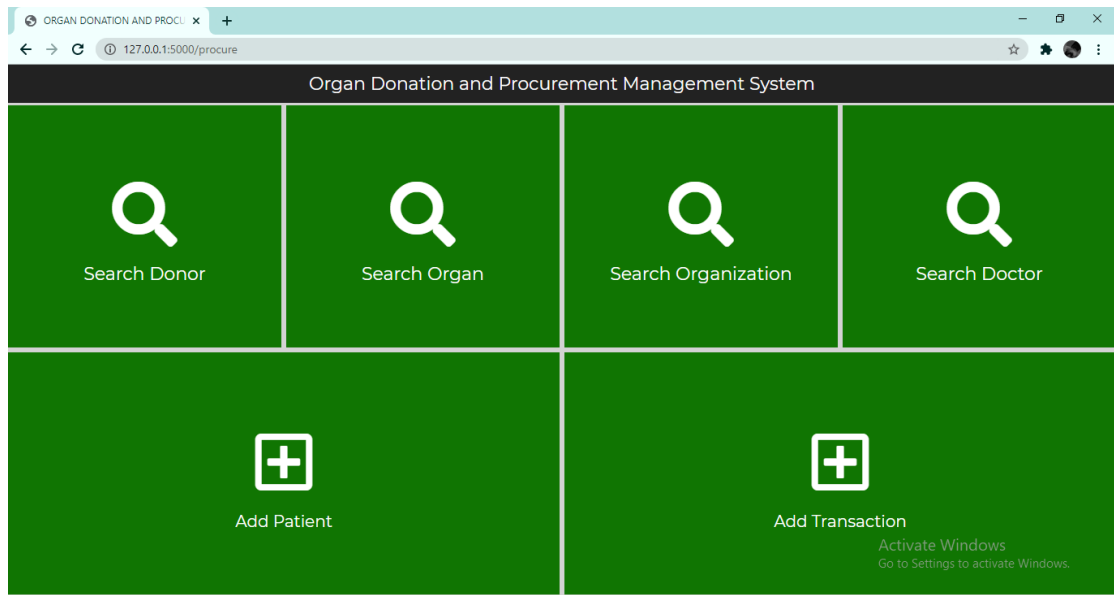 ORGAN DONATION AND PROCU
127.0.0.1:5000/procure
Organ Donation and Procurement Management System
Search Donor
Search Organ
Search Organization
Search Doctor
Add Patient
Add Transaction
Activate Windows
Go to Settings to activate Windows.